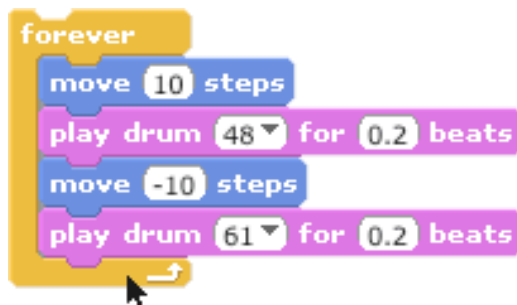 forever
move 10 steps
play drum 48 for 0.2 beats
move -10 steps
play drum 61 for 0.2 beats